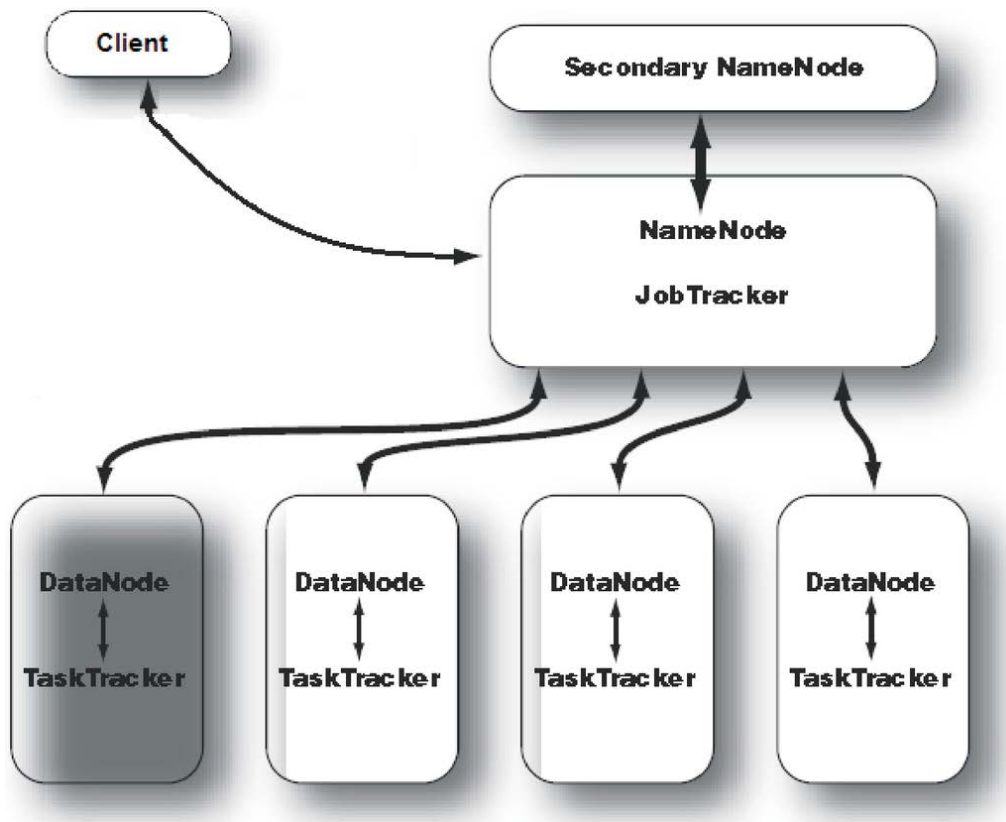 Client
Secondary NameNode
NameNode
JobTracker
DataNode
TaskTracker
DataNode
TaskTracker
DataNode
TaskTracker
DataNode
TaskTracker